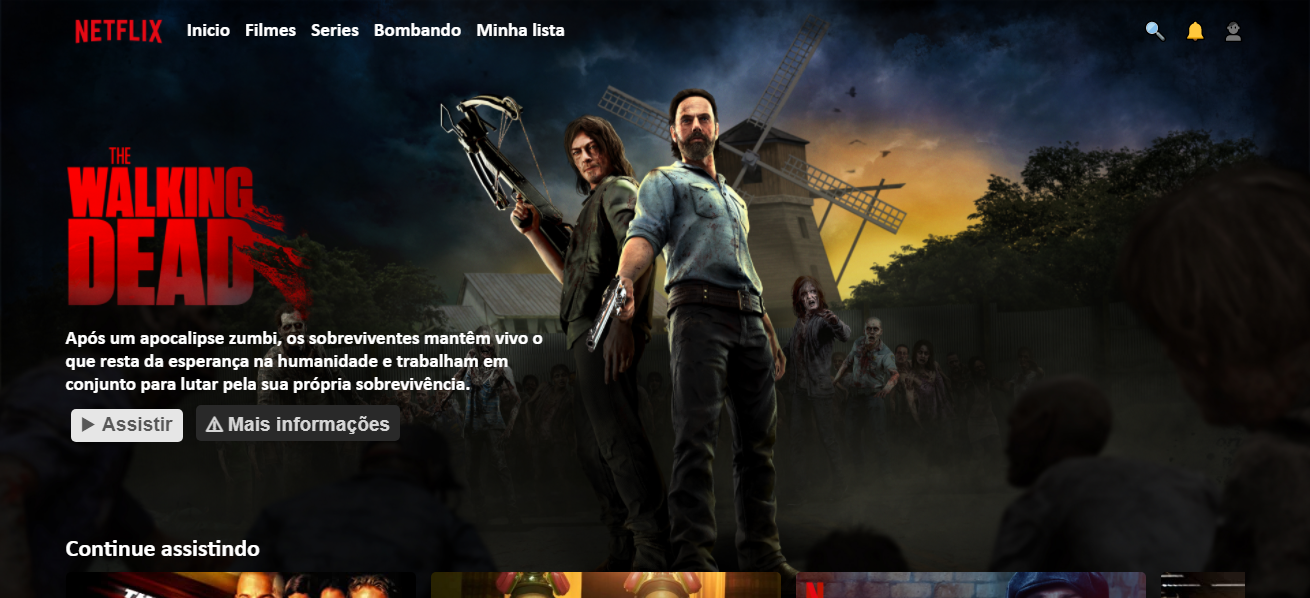 NETFLIX Inicio Filmes Series Bombando Minha lista
THE
WALKING
DEAD
Após um apocalipse zumbi, os sobreviventes mantêm vivo o
que resta da esperança na humanidade e trabalham em
conjunto para lutar pela sua própria sobrevivência.
Assistir Mais informações
Continue assistindo
N